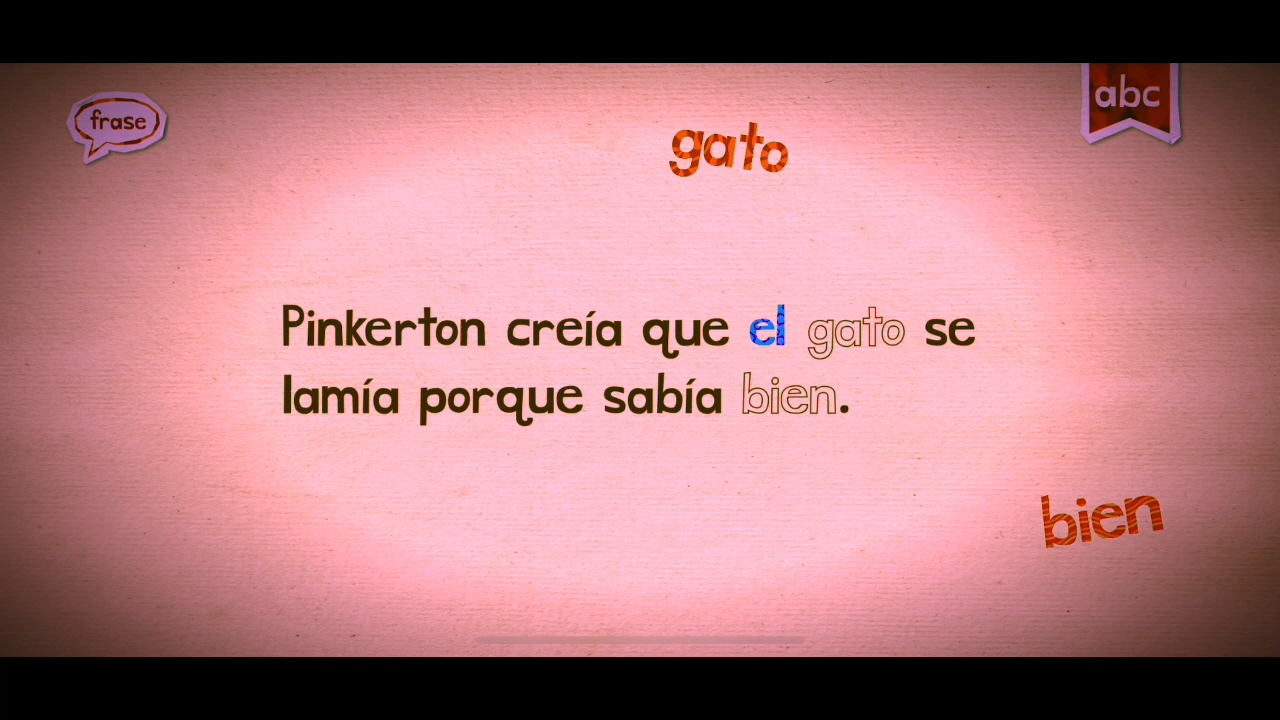 frase
abc
gato
Pinkerton creía que el gato se
lamía porque sabía bien.
bien